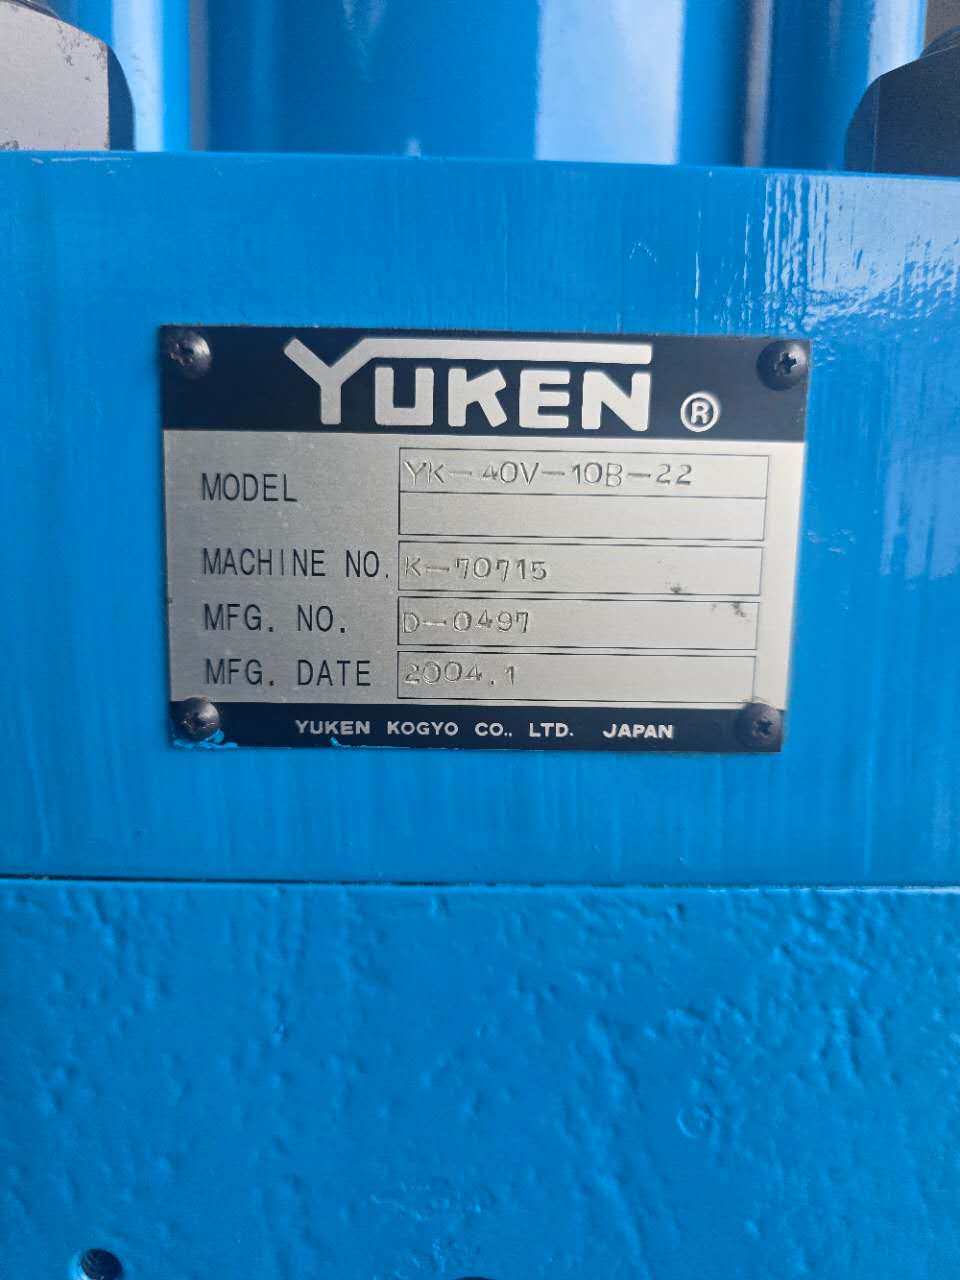 YUKEN ®
MODEL YK-40V-10B-22
MACHINE NO. K-70715
MFG. NO. D-0497
MFG. DATE 2004.1
YUKEN KOGYO CO., LTD. JAPAN